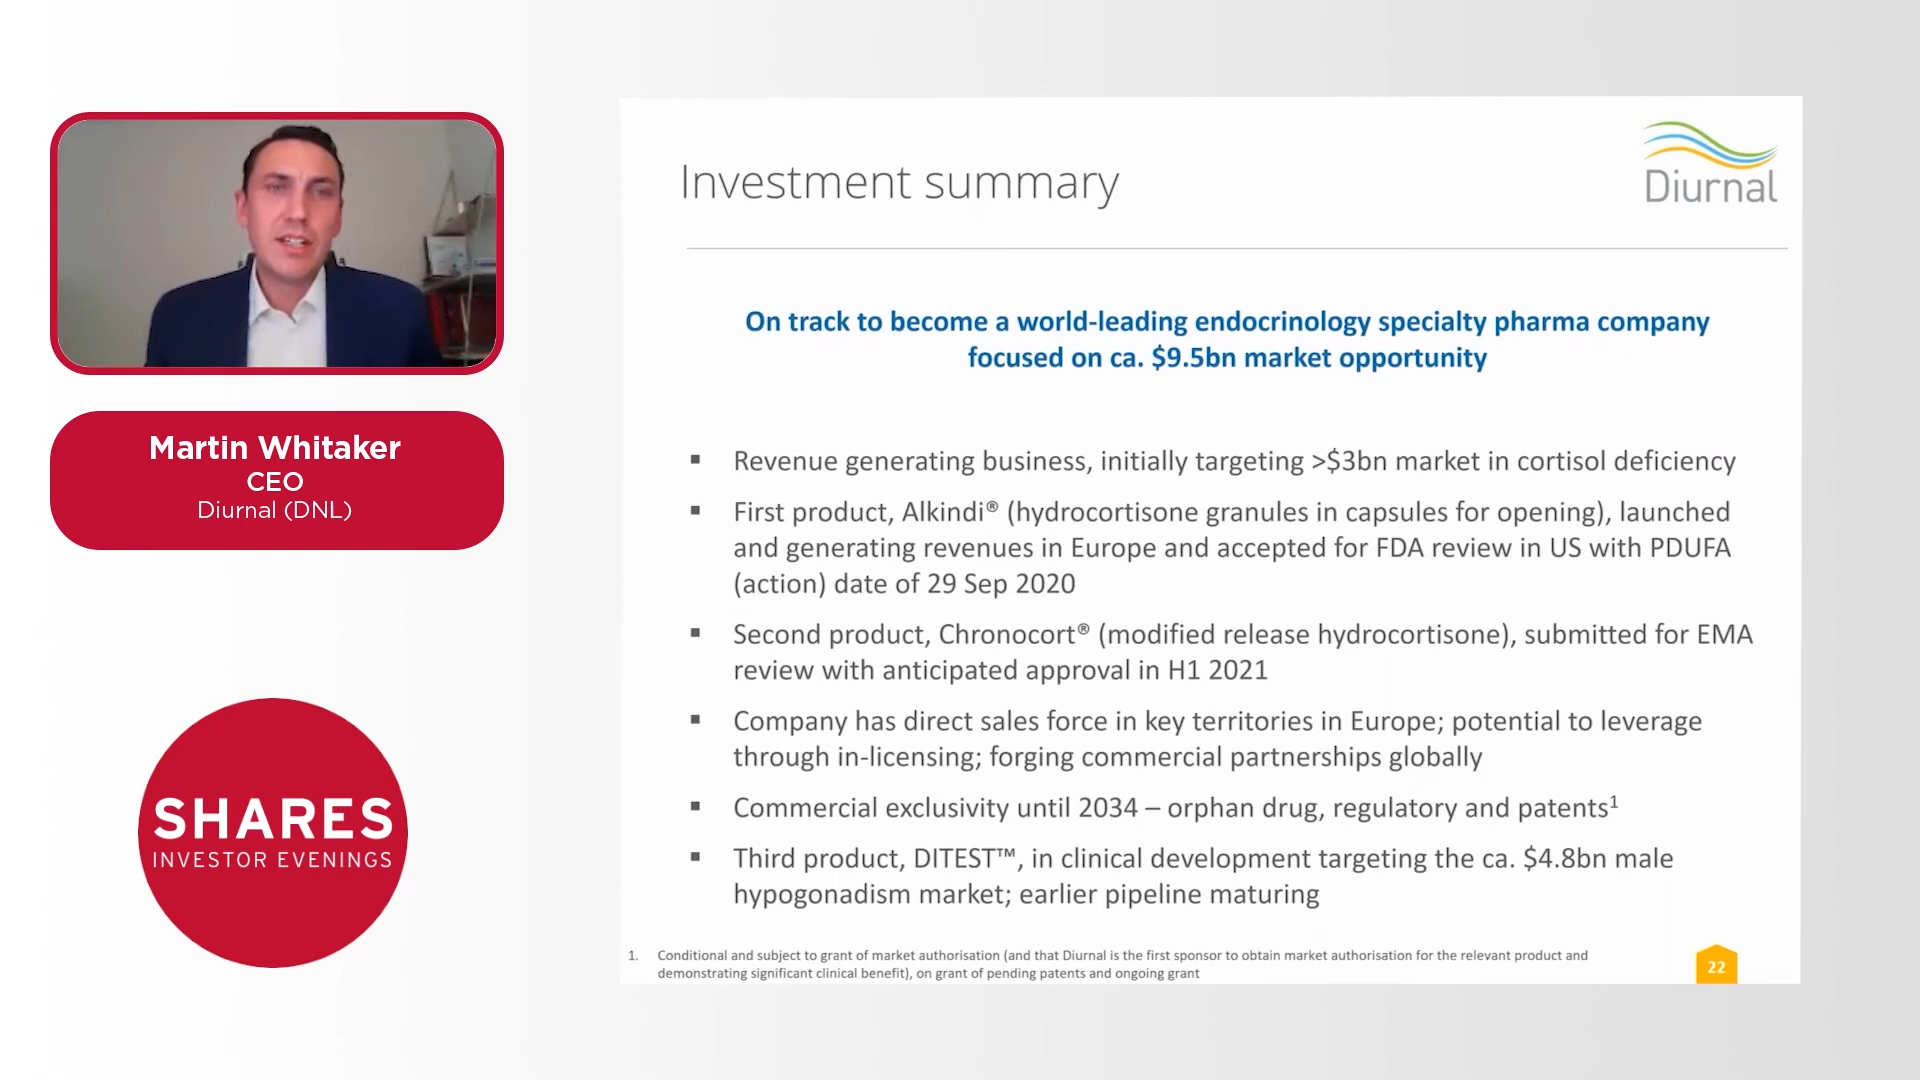 Martin Whitaker
CEO
Diurnal (DNL)
SHARES
INVESTOR EVENINGS
Investment summary
Diurnal
On track to become a world-leading endocrinology specialty pharma company
focused on ca. $9.5bn market opportunity
▪ Revenue generating business, initially targeting >$3bn market in cortisol deficiency
▪ First product, Alkindi® (hydrocortisone granules in capsules for opening), launched
and generating revenues in Europe and accepted for FDA review in US with PDUFA
(action) date of 29 Sep 2020
▪ Second product, Chronocort® (modified release hydrocortisone), submitted for EMA
review with anticipated approval in H1 2021
▪ Company has direct sales force in key territories in Europe; potential to leverage
through in-licensing; forging commercial partnerships globally
▪ Commercial exclusivity until 2034 – orphan drug, regulatory and patents¹
▪ Third product, DITEST™, in clinical development targeting the ca. $4.8bn male
hypogonadism market; earlier pipeline maturing
1. Conditional and subject to grant of market authorisation (and that Diurnal is the first sponsor to obtain market authorisation for the relevant product and
demonstrating significant clinical benefit), on grant of pending patents and ongoing grant
22